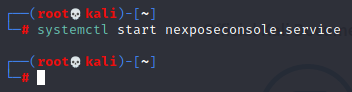 ┌──(root💀kali)-[~]
└─# systemctl start nexposeconsole.service
┌──(root💀kali)-[~]
└─#